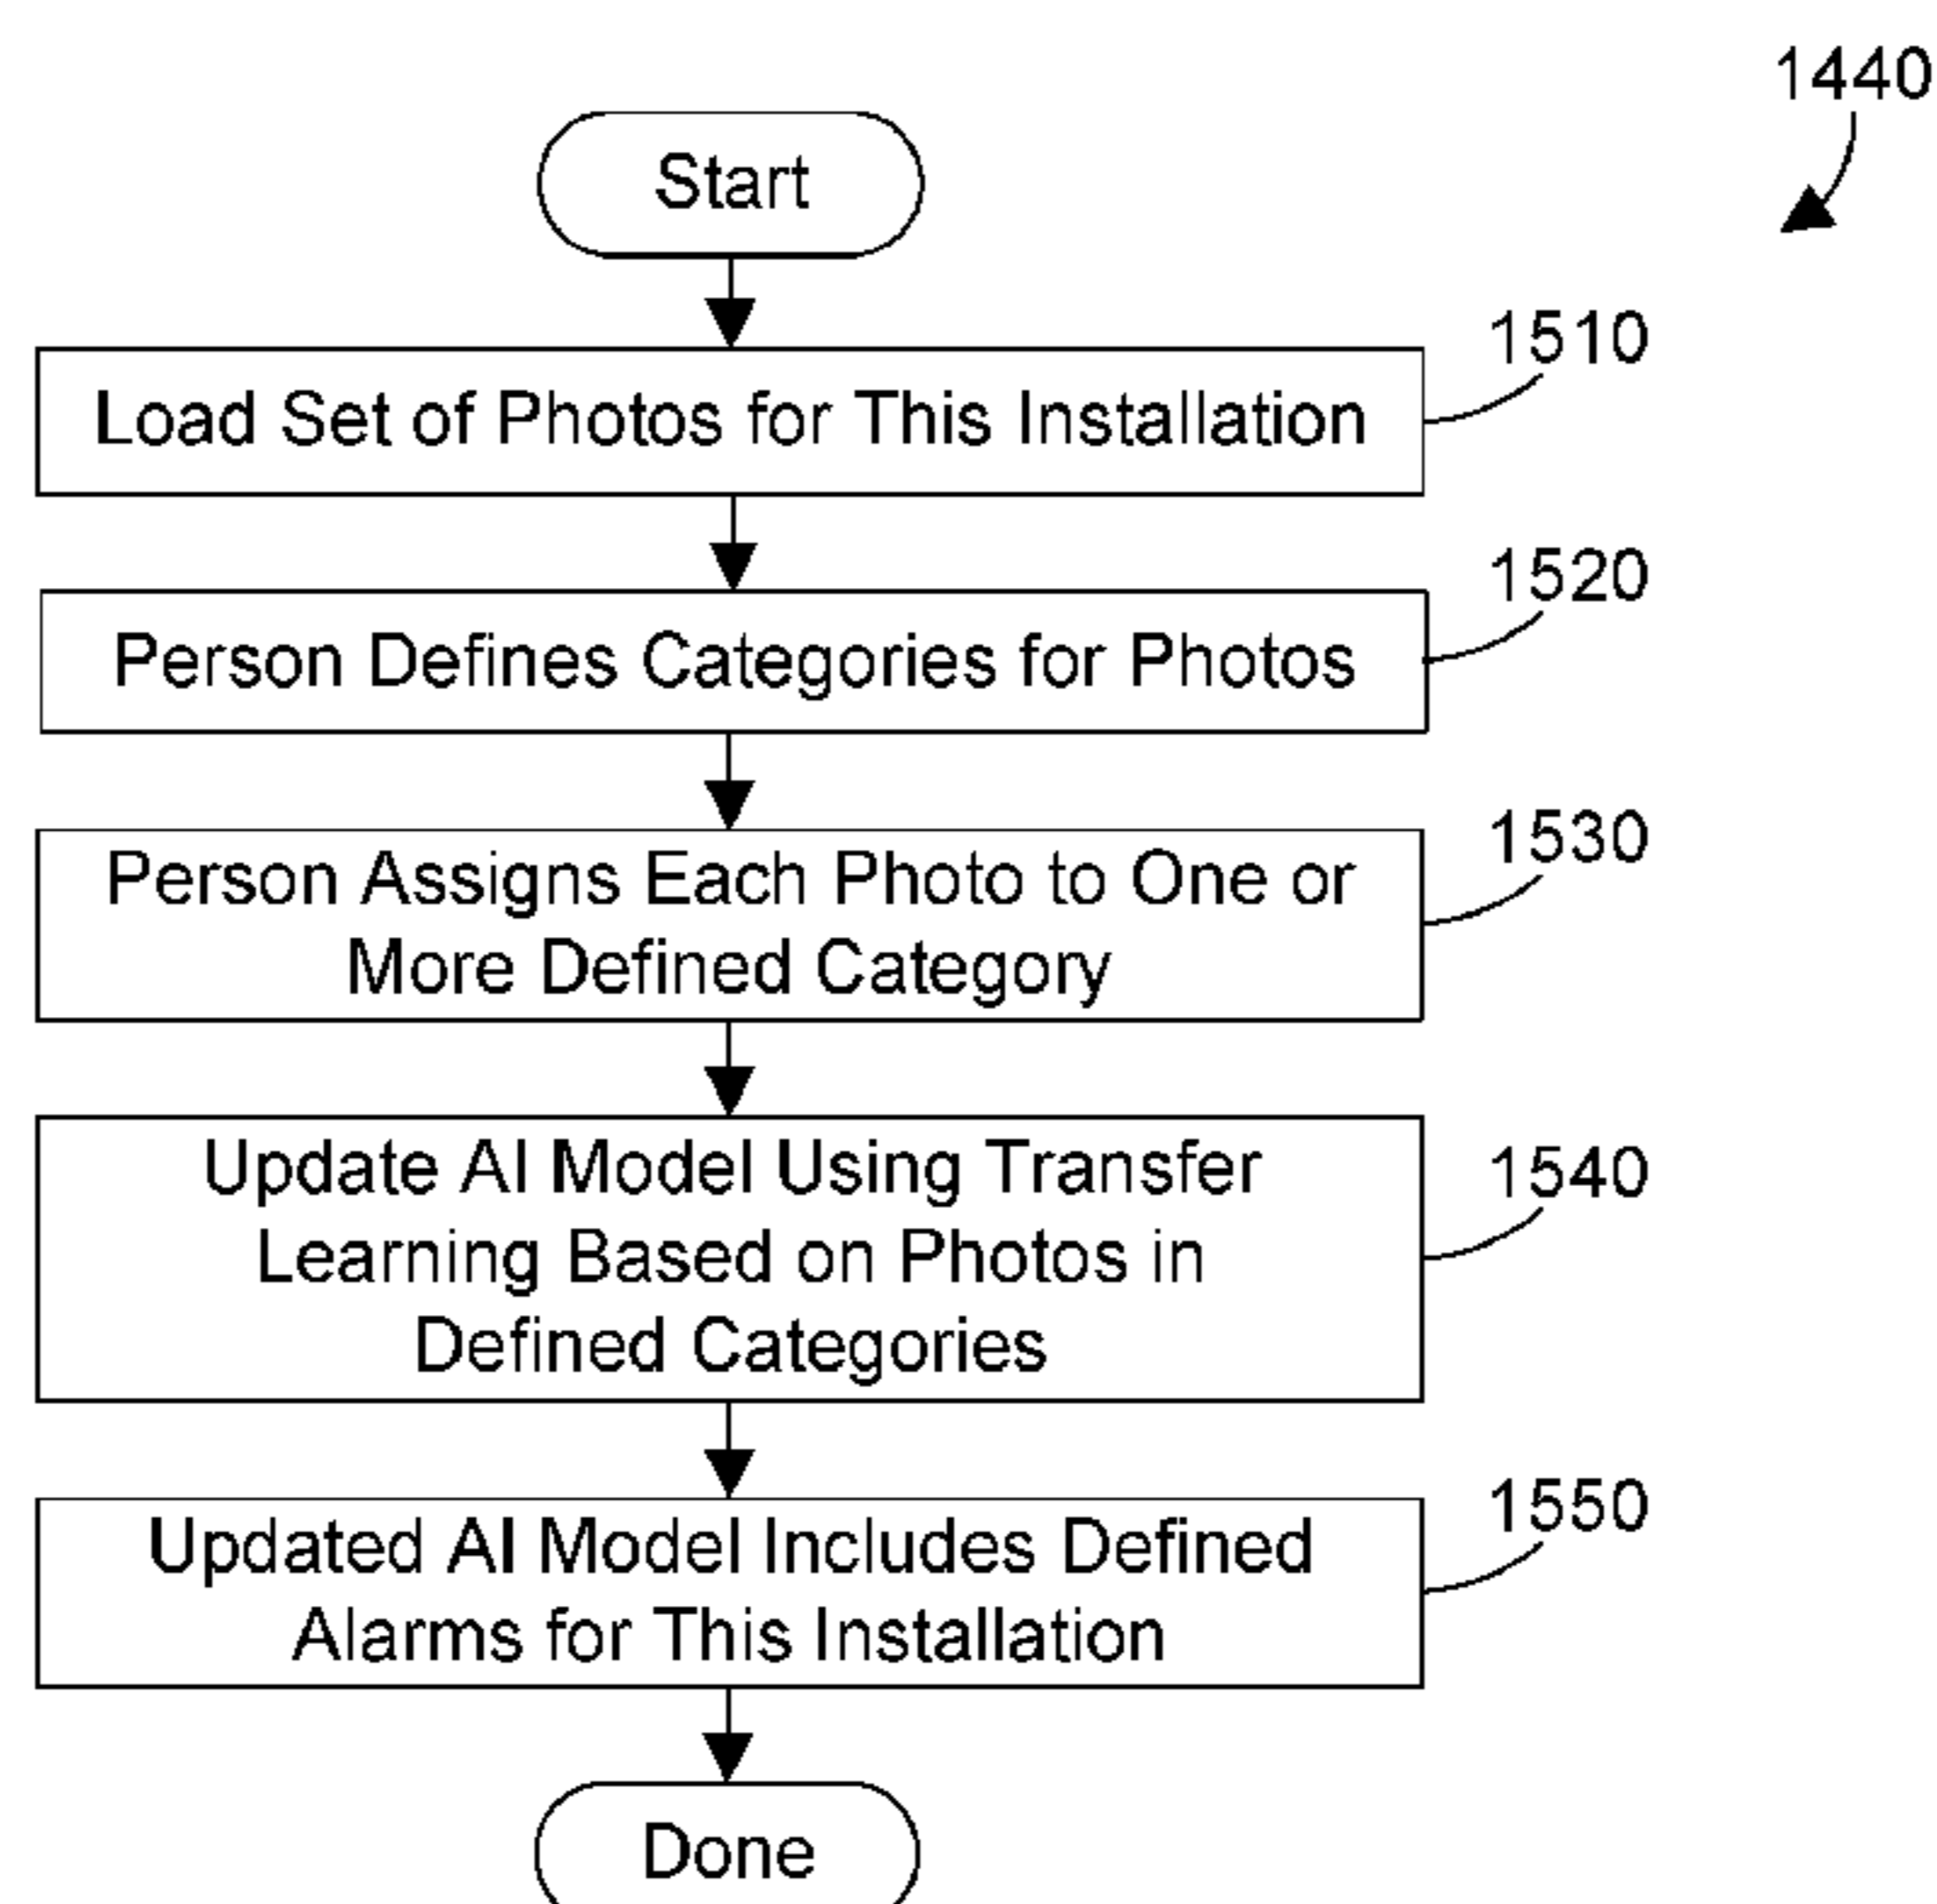 1440
Start
1510
Load Set of Photos for This Installation
1520
Person Defines Categories for Photos
1530
Person Assigns Each Photo to One or
More Defined Category
1540
Update AI Model Using Transfer
Learning Based on Photos in
Defined Categories
1550
Updated AI Model Includes Defined
Alarms for This Installation
Done